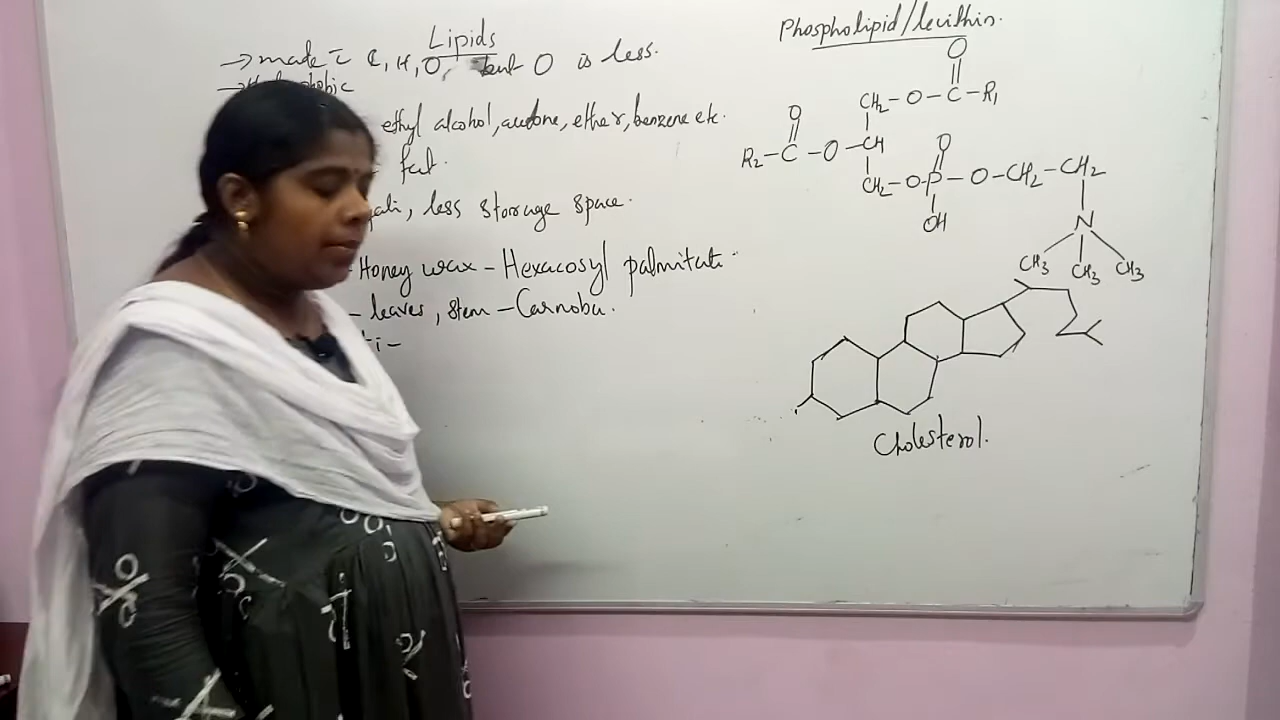 Lipids
→ made c̄ C, H, O, but O is less.
ethyl alcohol, acetone, ether, benzene etc.
fat.
less storage space.
- Honey wax - Hexacosyl palmitate
- leaves, stem - Carnoba.
Phospholipid/lecithin.
O
CH2-O-C-R1
O
R2-C-O-CH
O
CH2-O-P-O-CH2-CH2
OH
N
CH3 CH3 CH3
Cholesterol.